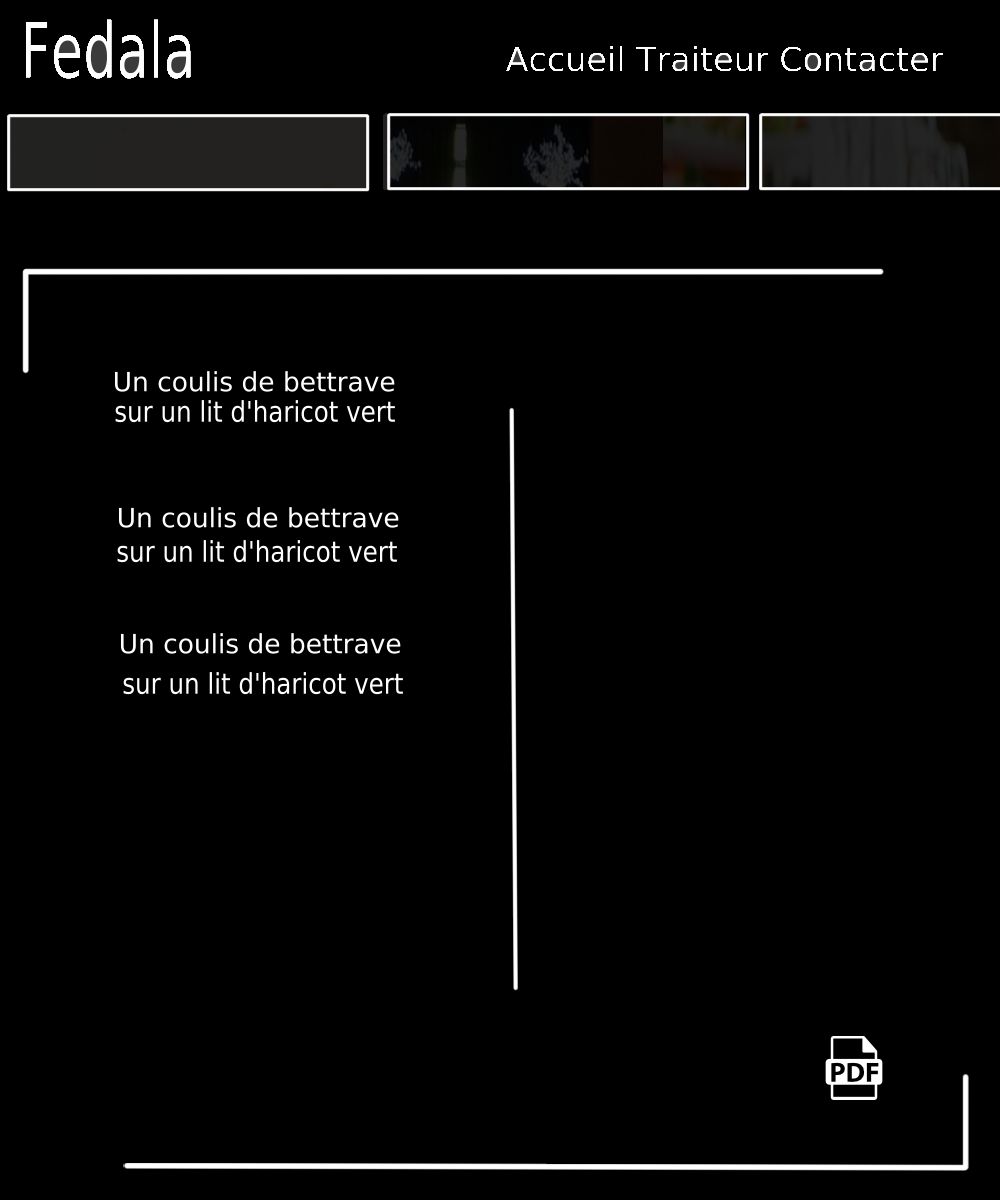 Fedala
Accueil Traiteur Contacter
Un coulis de bettrave
sur un lit d'haricot vert
Un coulis de bettrave
sur un lit d'haricot vert
Un coulis de bettrave
sur un lit d'haricot vert
PDF